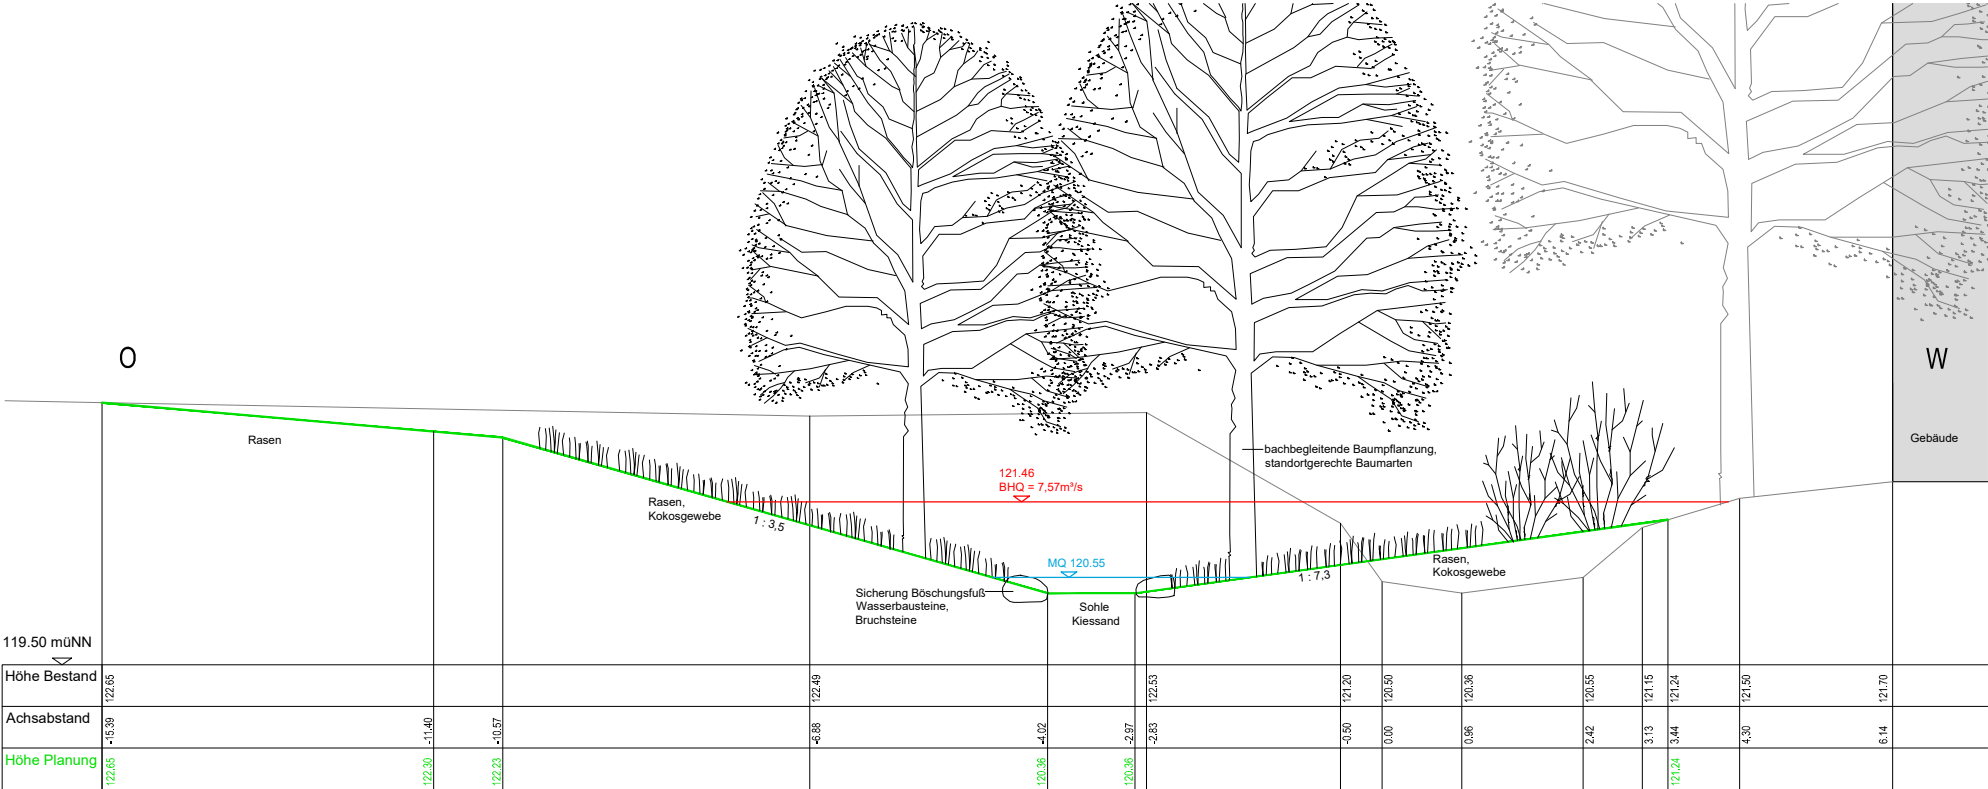 O
W
Rasen
Gebäude
bachbegleitende Baumpflanzung,
standortgerechte Baumarten
121.46
BHQ = 7,57m³/s
Rasen,
Kokosgewebe
1 : 3,5
MQ 120.55
Rasen,
Kokosgewebe
1 : 7,3
Sicherung Böschungsfuß
Wasserbausteine,
Bruchsteine
Sohle
Kiessand
119.50 müNN
Höhe Bestand 122.65 122.49 122.53 121.20 120.50 120.36 120.55 121.15 121.24 121.50 121.70
Achsabstand -15.39 -11.40 -10.57 -6.88 -4.02 -2.97 -2.83 -0.50 0.00 0.96 2.42 3.13 3.44 4.30 6.14
Höhe Planung 122.65 122.30 122.23 120.36 120.36 121.24